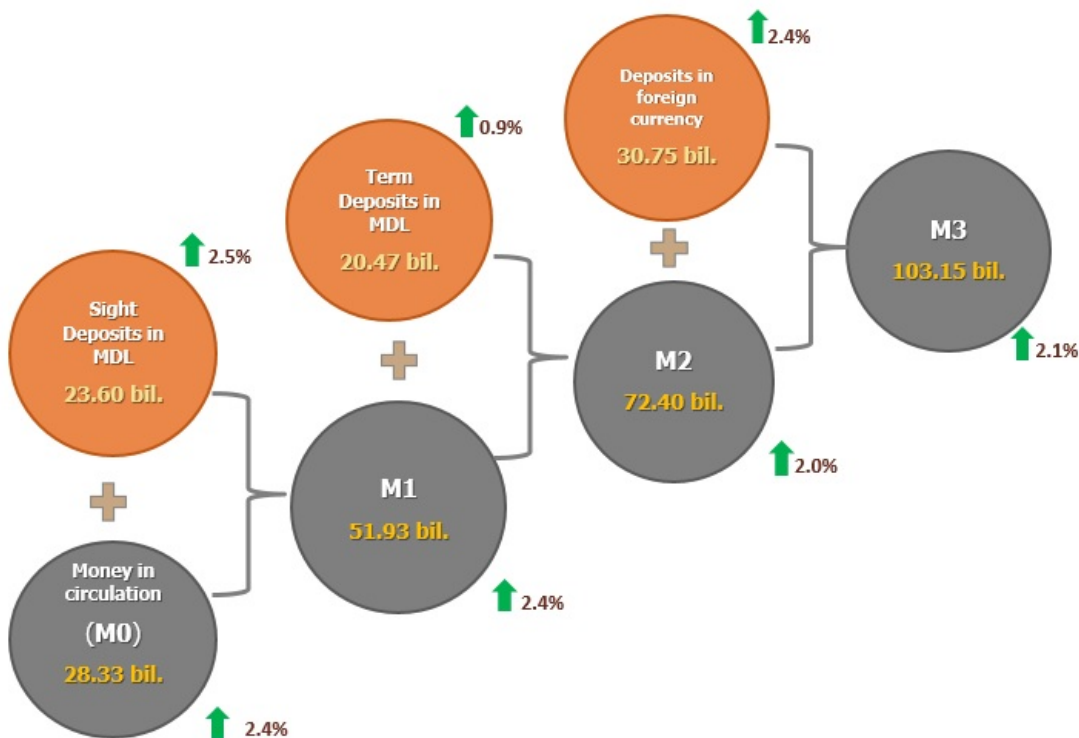 2.4%
Deposits in
foreign
currency
30.75 bil.
0.9%
Term
Deposits in
MDL
20.47 bil.
M3
103.15 bil.
2.1%
2.5%
Sight
Deposits in
MDL
23.60 bil.
M2
72.40 bil.
2.0%
M1
51.93 bil.
2.4%
Money in
circulation
(M0)
28.33 bil.
2.4%